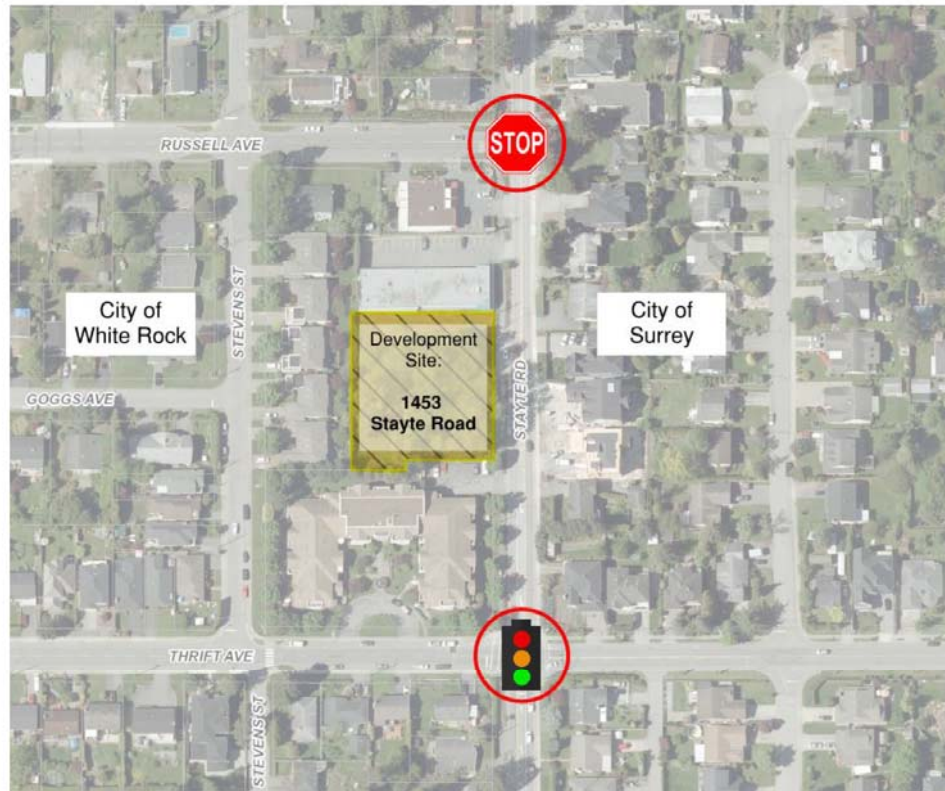 RUSSELL AVE
STOP
City of
White Rock
STEVENS ST
City of
Surrey
Development
Site:
1453
Stayte Road
STAYTE RD
GOGGS AVE
THRIFT AVE
STEVENS ST